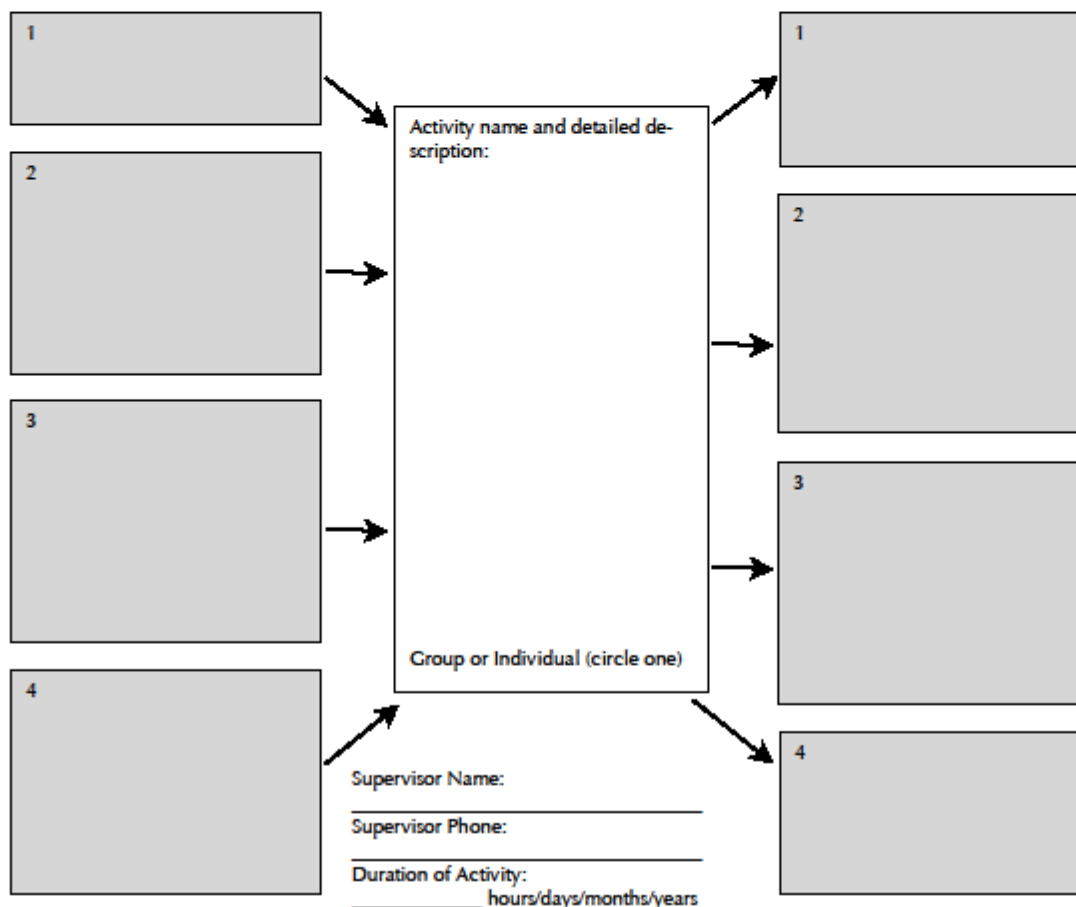 1
2
3
4
Activity name and detailed de-
scription:
Group or Individual (circle one)
Supervisor Name:
Supervisor Phone:
Duration of Activity:
hours/days/months/years
1
2
3
4